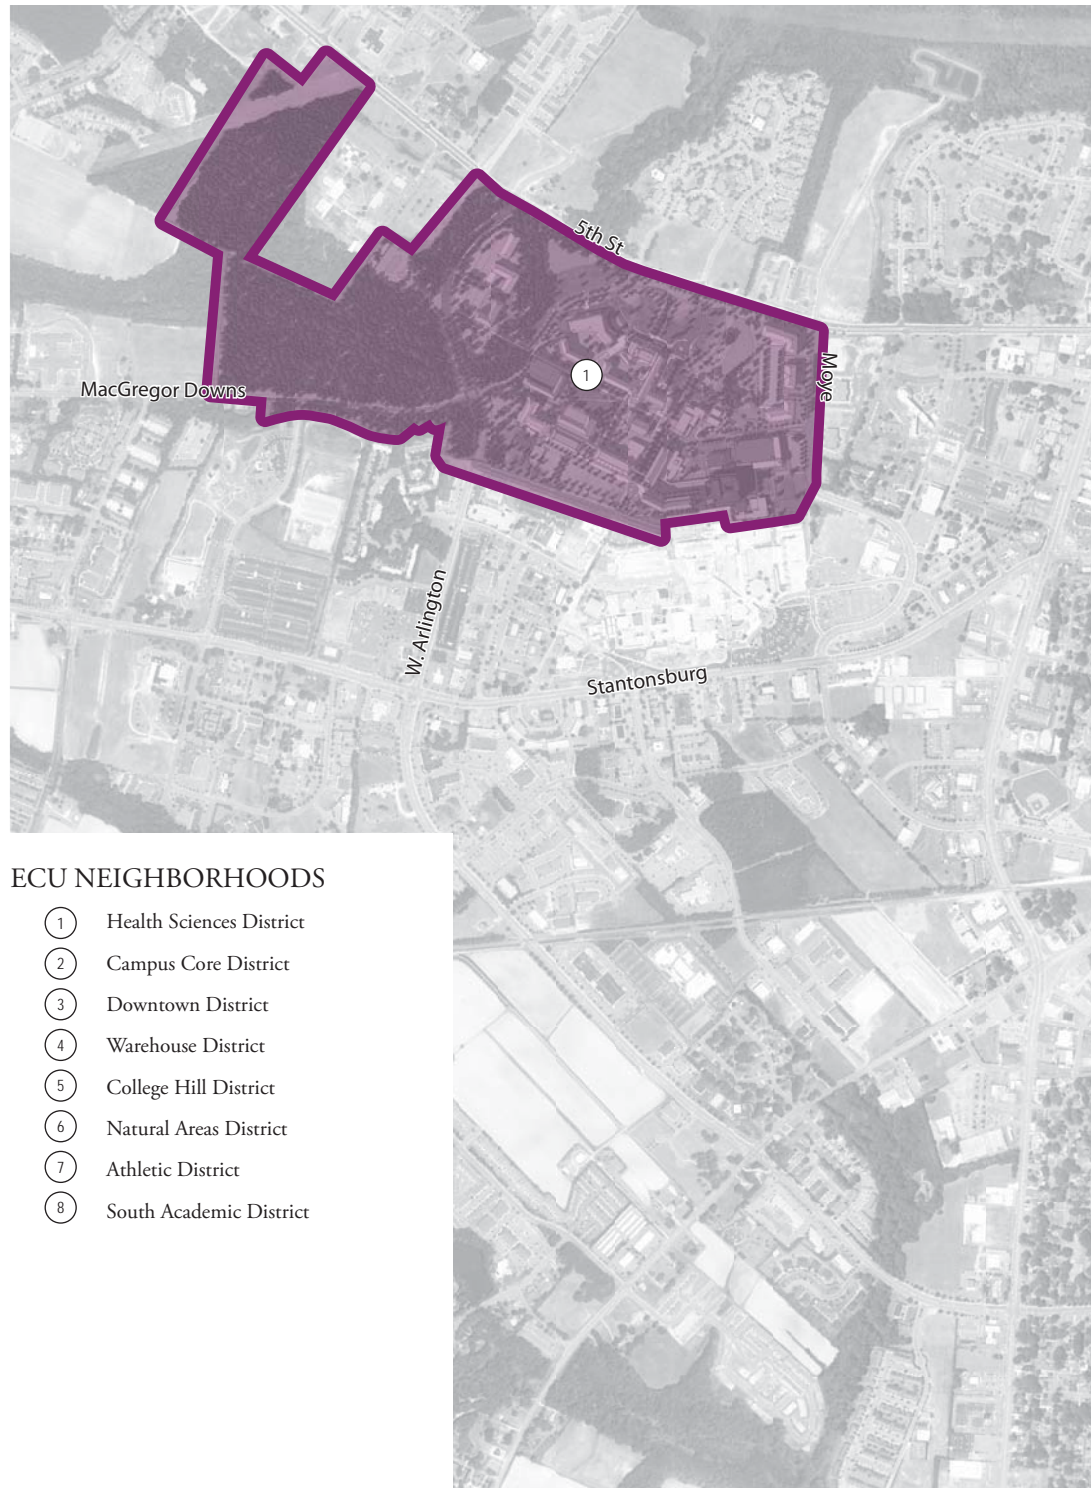 5th St
1
Moye
MacGregor Downs
W. Arlington
Stantonsburg
ECU NEIGHBORHOODS
1 Health Sciences District
2 Campus Core District
3 Downtown District
4 Warehouse District
5 College Hill District
6 Natural Areas District
7 Athletic District
8 South Academic District